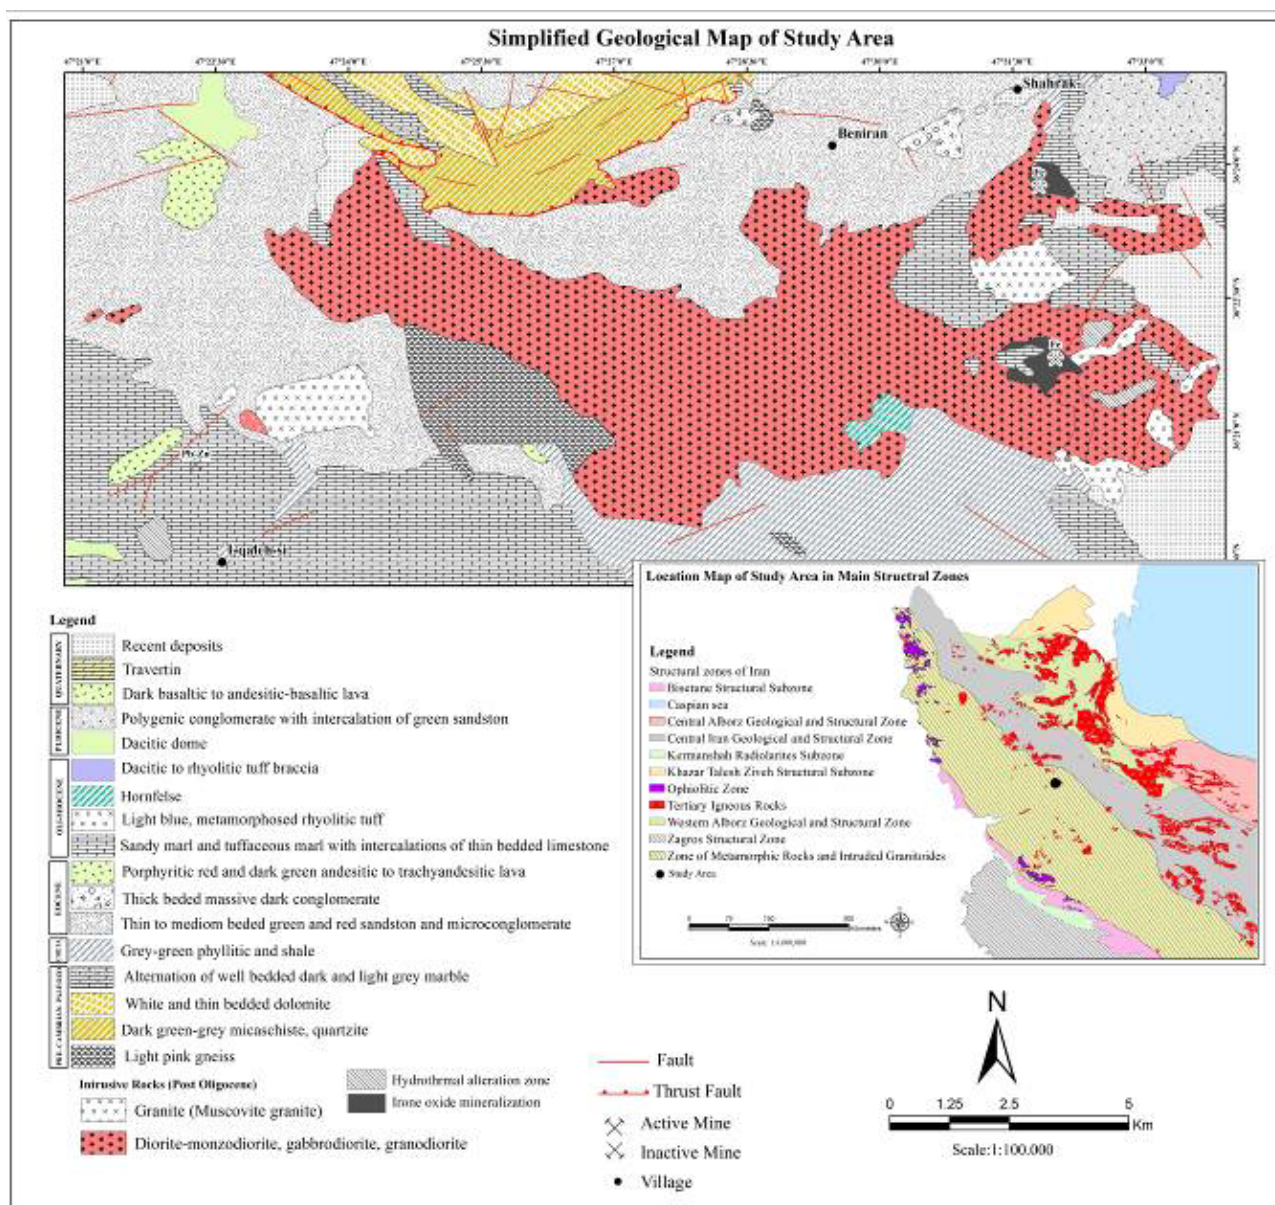 Simplified Geological Map of Study Area
Shahrak
Beniran
Pb-Zn
Legend
QUATERNARY
Recent deposits
Travertin
Dark basaltic to andesitic-basaltic lava
PLIOCENE
Polygenic conglomerate with intercalation of green sandston
Dacitic dome
Dacitic to rhyolitic tuff braccia
Hornfelse
Light blue, metamorphosed rhyolitic tuff
Sandy marl and tuffaceous marl with intercalations of thin bedded limestone
EOCENE
Porphyritic red and dark green andesitic to trachyandesitic lava
Thick beded massive dark conglomerate
Thin to mediom beded green and red sandston and microconglomerate
Grey-green phyllitic and shale
Alternation of well bedded dark and light grey marble
White and thin bedded dolomite
Dark green-grey micaschiste, quartzite
Light pink gneiss
Intrusive Rocks (Post Oligocene)
Granite (Muscovite granite)
Diorite-monzodiorite, gabbrodiorite, granodiorite
Hydrothrmal alteration zone
Irone oxide mineralization
Fault
Thrust Fault
Active Mine
Inactive Mine
Village
Location Map of Study Area in Main Structral Zones
Legend
Structural zones of Iran
Bisetune Structural Subzone
Caspian sea
Central Alborz Geological and Structural Zone
Central Iran Geological and Structural Zone
Kermanshah Radiolarites Subzone
Khazar Talesh Ziveh Structural Subzone
Ophiolitic Zone
Tertiary Igneous Rocks
Western Alborz Geological and Structural Zone
Zagros Structural Zone
Zone of Metamorphic Rocks and Intruded Granitoides
Study Area
N
0 1.25 2.5 5
Km
Scale:1:100.000